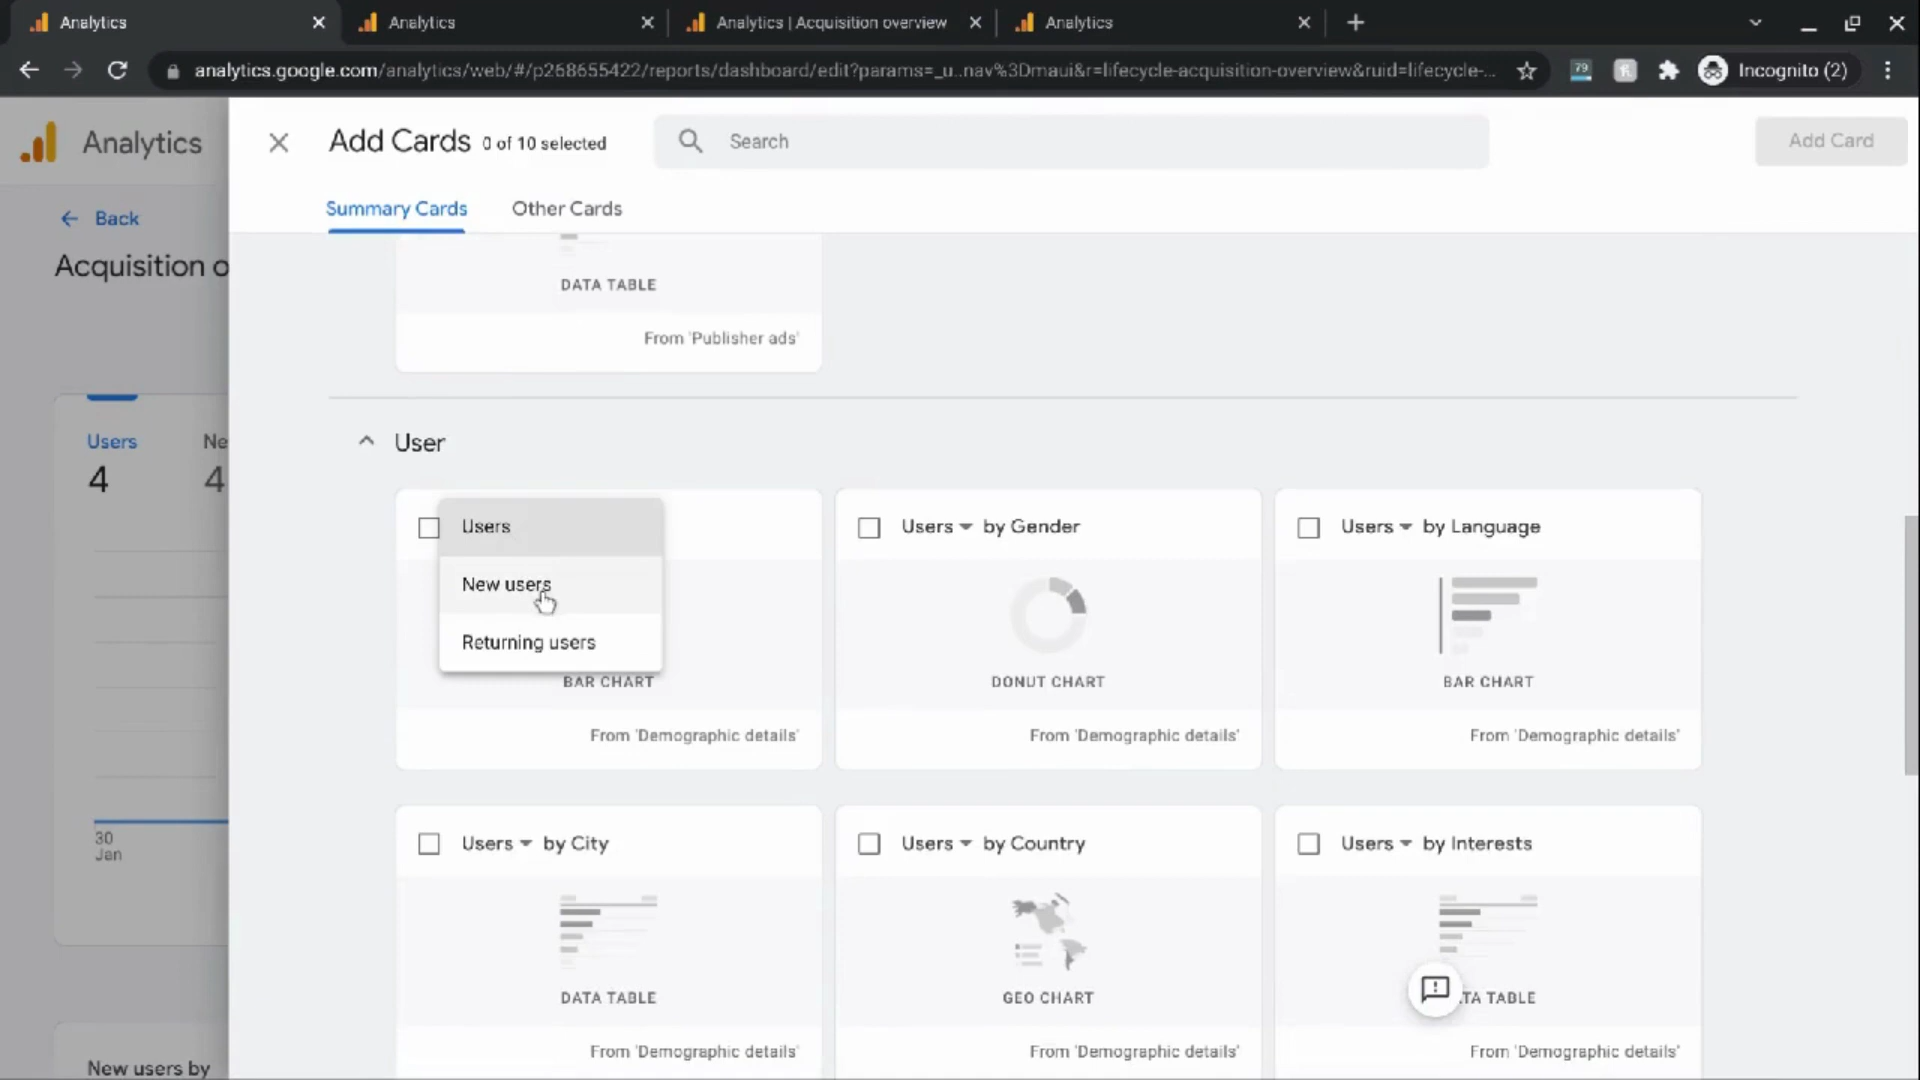 Analytics
Analytics
Analytics | Acquisition overview
Analytics
analytics.google.com/analytics/web/#/p268655422/reports/dashboard/edit?params=_u..nav%3Dmaui&r=lifecycle-acquisition-overview&ruid=lifecycle-...
79
Incognito (2)
Analytics
Add Cards 0 of 10 selected
Search
Add Card
Back
Summary Cards
Other Cards
Acquisition o
DATA TABLE
From 'Publisher ads'
Users
Ne
4
4
User
Users
New users
Returning users
BAR CHART
From 'Demographic details'
Users by Gender
DONUT CHART
From 'Demographic details'
Users by Language
BAR CHART
From 'Demographic details'
30
Jan
Users by City
DATA TABLE
From 'Demographic details'
Users by Country
GEO CHART
From 'Demographic details'
Users by Interests
TA TABLE
From 'Demographic details'
New users by